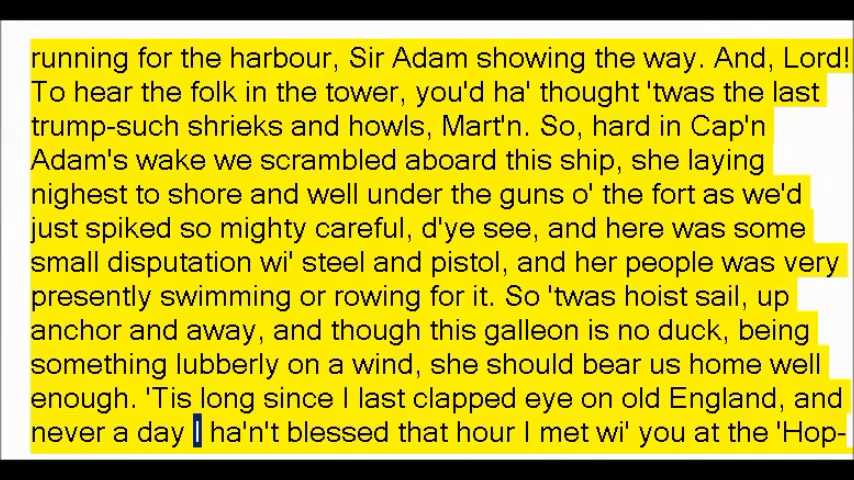 running for the harbour, Sir Adam showing the way. And, Lord!
To hear the folk in the tower, you'd ha' thought 'twas the last
trump-such shrieks and howls, Mart'n. So, hard in Cap'n
Adam's wake we scrambled aboard this ship, she laying
nighest to shore and well under the guns o' the fort as we'd
just spiked so mighty careful, d'ye see, and here was some
small disputation wi' steel and pistol, and her people was very
presently swimming or rowing for it. So 'twas hoist sail, up
anchor and away, and though this galleon is no duck, being
something lubberly on a wind, she should bear us home well
enough. 'Tis long since I last clapped eye on old England, and
never a day I ha'n't blessed that hour I met wi' you at the 'Hop-